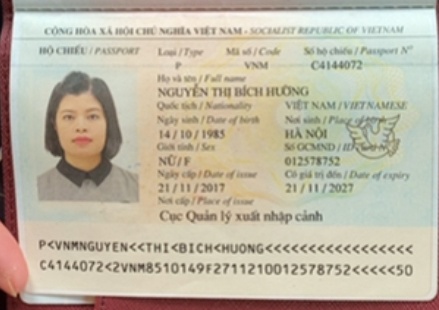 CỘNG HÒA XÃ HỘI CHỦ NGHĨA VIỆT NAM - SOCIALIST REPUBLIC OF VIETNAM
HỘ CHIẾU / PASSPORT Loại / Type Mã số / Code Số hộ chiếu / Passport Nº
P VNM C4144072
Họ và tên / Full name
NGUYỄN THỊ BÍCH HƯỜNG
Quốc tịch / Nationality VIỆT NAM / VIETNAMESE
Ngày sinh / Date of birth Nơi sinh / Place of birth
14 / 10 / 1985 HÀ NỘI
Giới tính / Sex Số GCMND / ID
NỮ / F 012578752
Ngày cấp / Date of issue Có giá trị đến / Date of expiry
21 / 11 / 2017 21 / 11 / 2027
Nơi cấp / Place of issue
Cục Quản lý xuất nhập cảnh
P<VNMNGUYEN<<THI<BICH<HUONG<<<<<<<<<<<<<<<<<
C4144072<2VNM8510149F2711210012578752<<<<<50